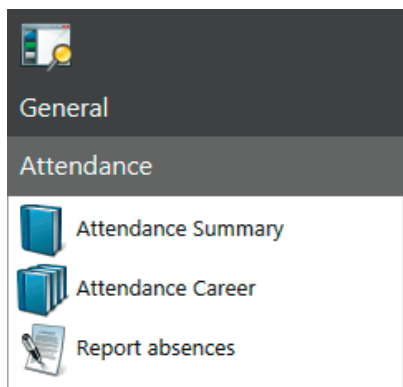 General
Attendance
Attendance Summary
Attendance Career
Report absences